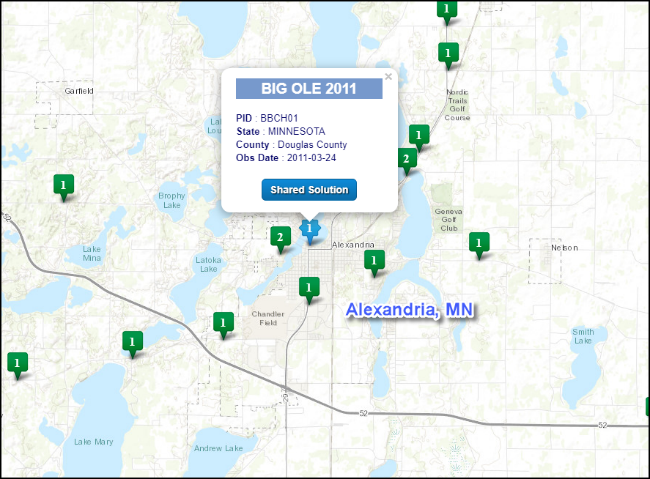 1
1
Garfield
Nordic
Trails
Golf
Course
×
BIG OLE 2011
PID : BBCH01
State : MINNESOTA
County : Douglas County
Obs Date : 2011-03-24
Shared Solution
1
2
1
Brophy
Lake
Geneva
Golf
Club
1
2
Alexandria
1
Nelson
52
Lake
Mina
Latoka
Lake
1
1
Alexandria, MN
Chandler
Field
1
1
Smith
Lake
1
29
52
52
Lake Mary
Andrew Lake